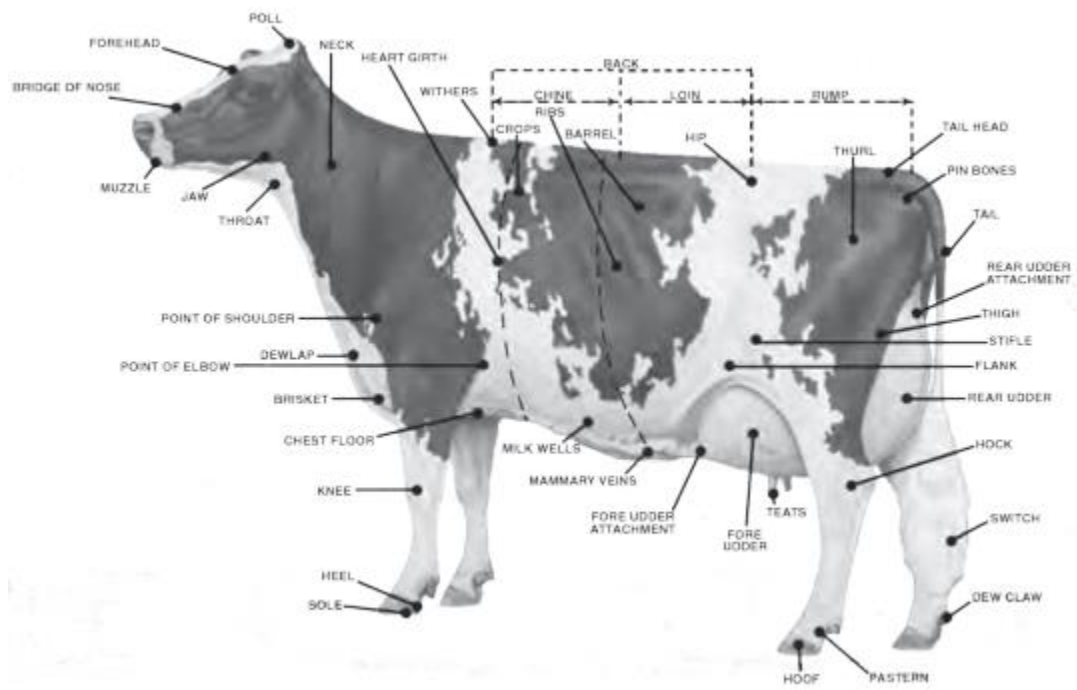 POLL
FOREHEAD
NECK
HEART GIRTH
BRIDGE OF NOSE
BACK
WITHERS
CHINE
LOIN
RUMP
RIBS
CROPS
BARREL
HIP
TAIL HEAD
THURL
PIN BONES
MUZZLE
JAW
THROAT
TAIL
REAR UDDER
ATTACHMENT
POINT OF SHOULDER
THIGH
STIFLE
DEWLAP
POINT OF ELBOW
FLANK
BRISKET
REAR UDDER
CHEST FLOOR
MILK WELLS
HOCK
MAMMARY VEINS
KNEE
FORE UDDER
ATTACHMENT
TEATS
FORE
UDDER
SWITCH
HEEL
SOLE
DEW CLAW
HOOF
PASTERN